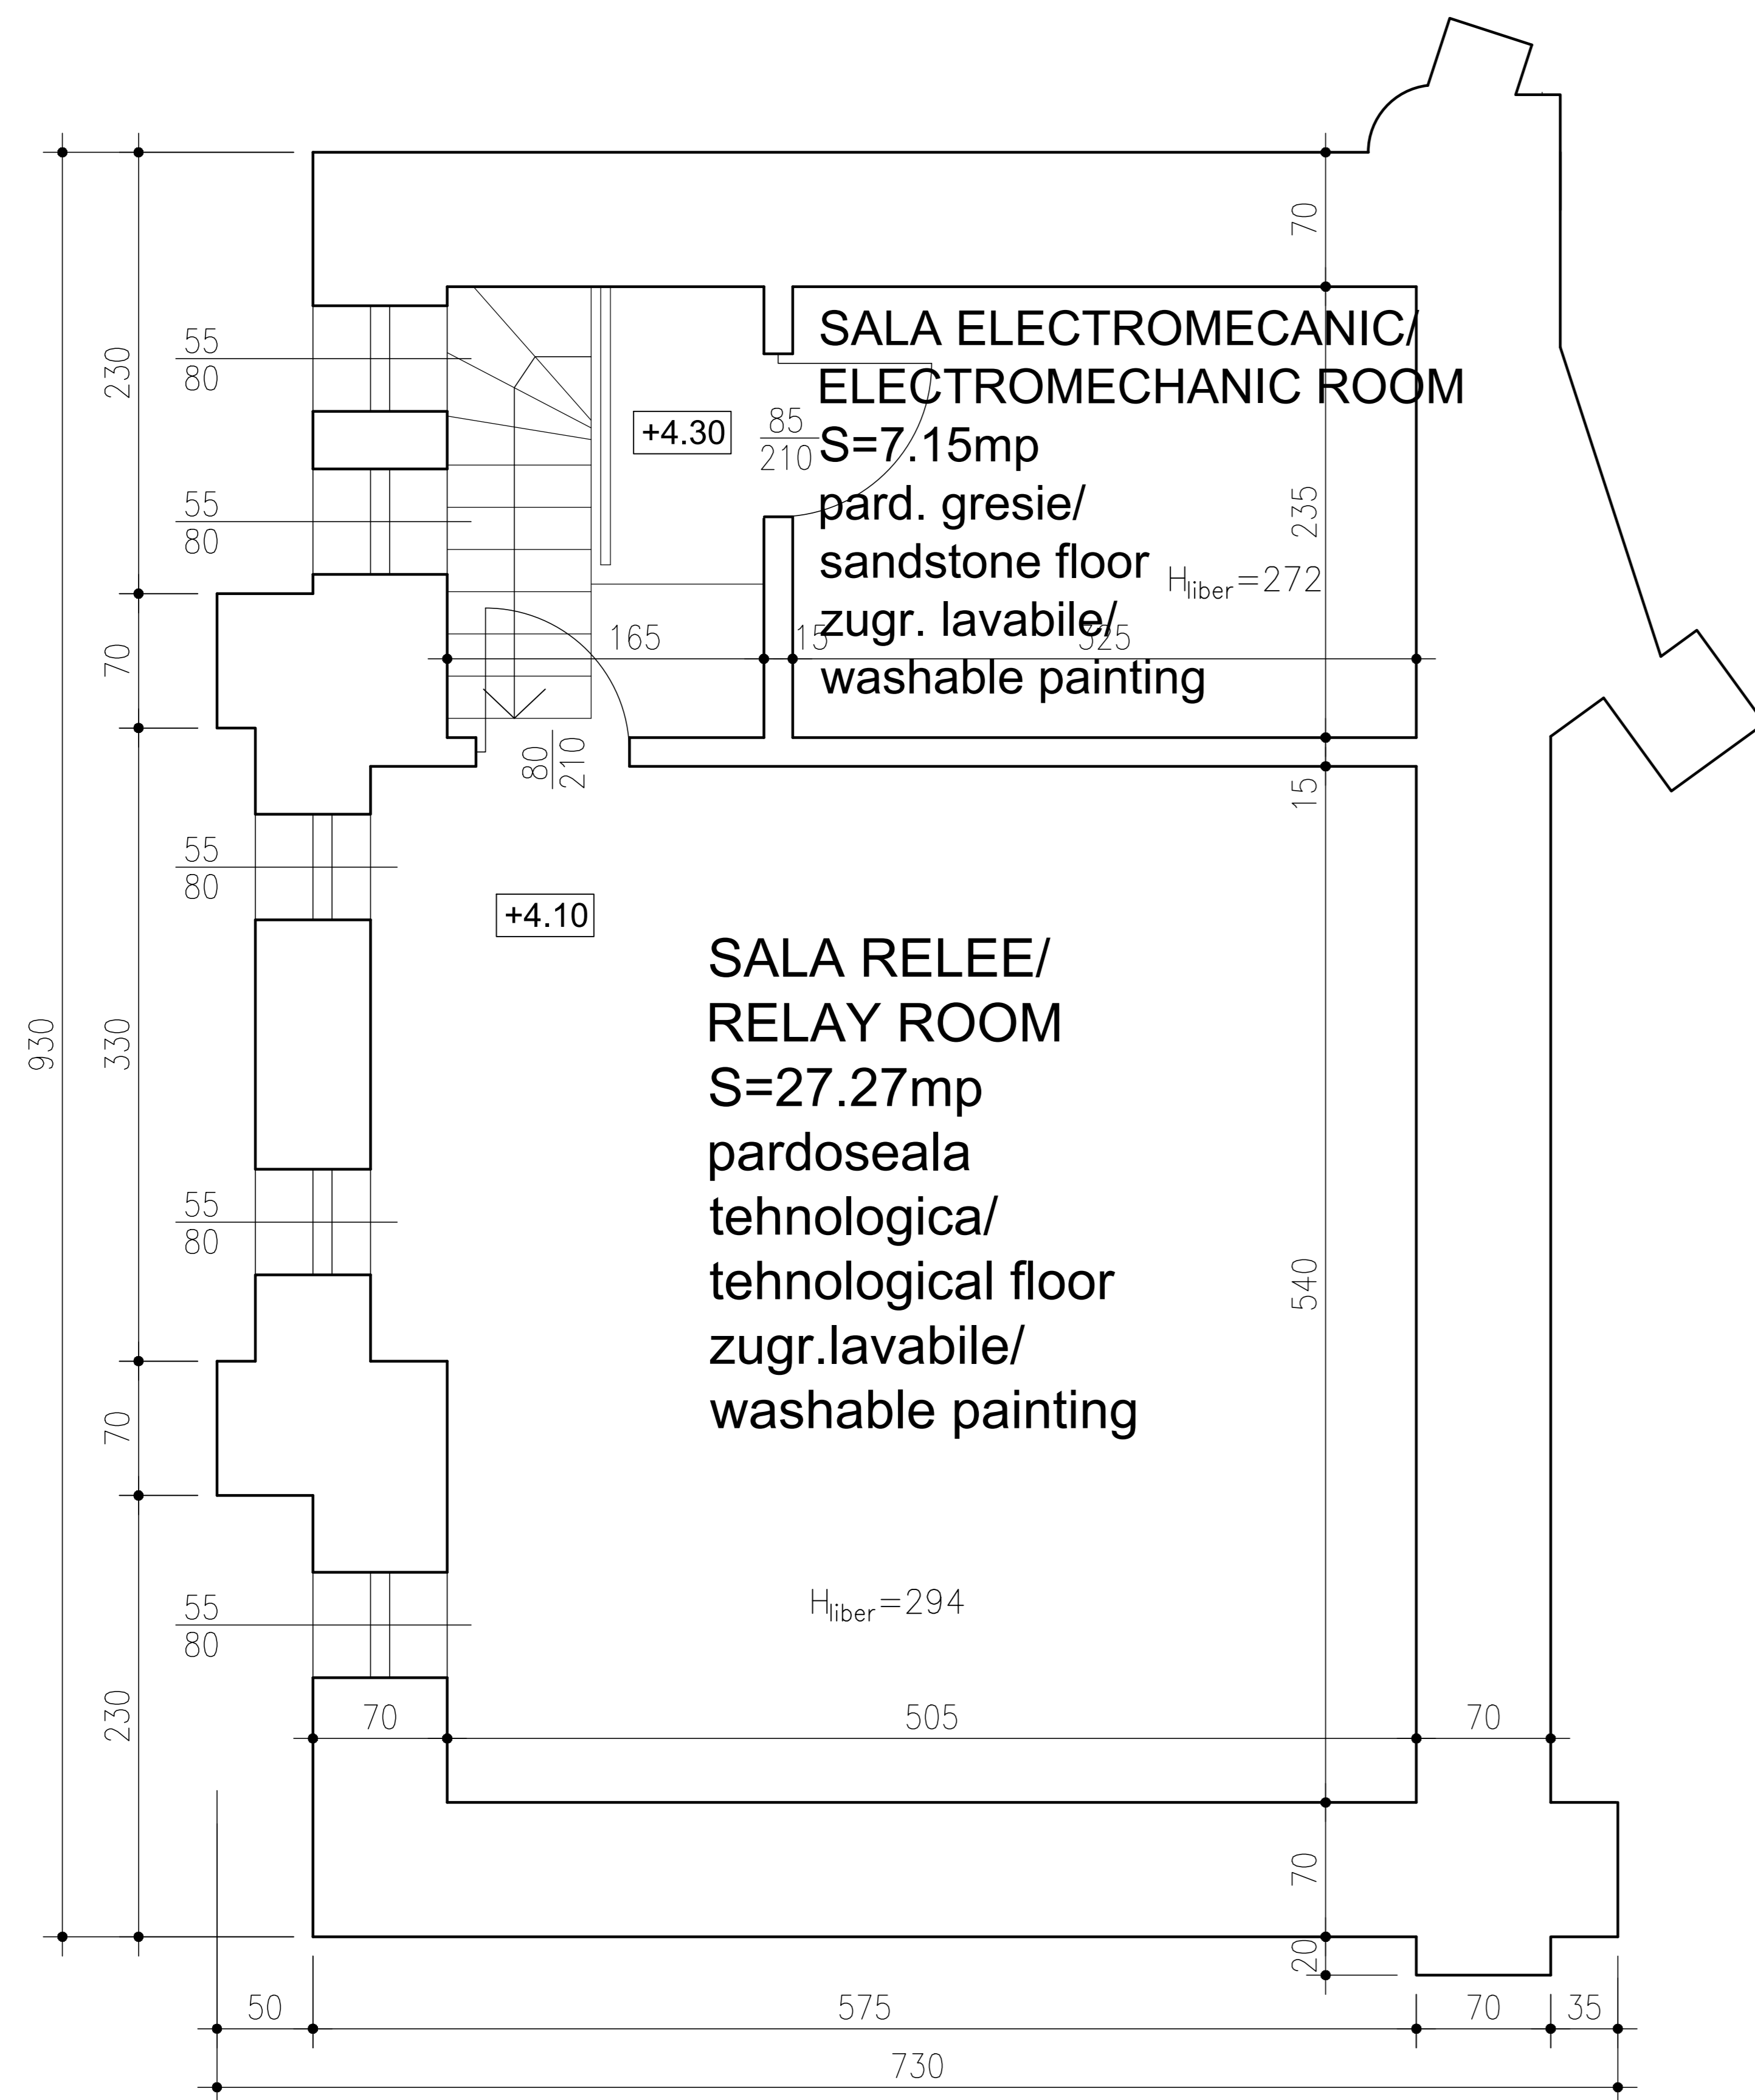 70
230
55
80
SALA ELECTROMECANIC/
ELECTROMECHANIC ROOM
S=7.15mp
pard. gresie/
sandstone floor
zugr. lavabile/
washable painting
+4.30
85
210
235
Hliber=272
55
80
70
165
15
325
80
210
15
55
80
+4.10
SALA RELEE/
RELAY ROOM
S=27.27mp
pardoseala
tehnologica/
tehnological floor
zugr.lavabile/
washable painting
930
330
55
80
540
70
Hliber=294
55
80
230
70
505
70
70
20
50
575
70
35
730